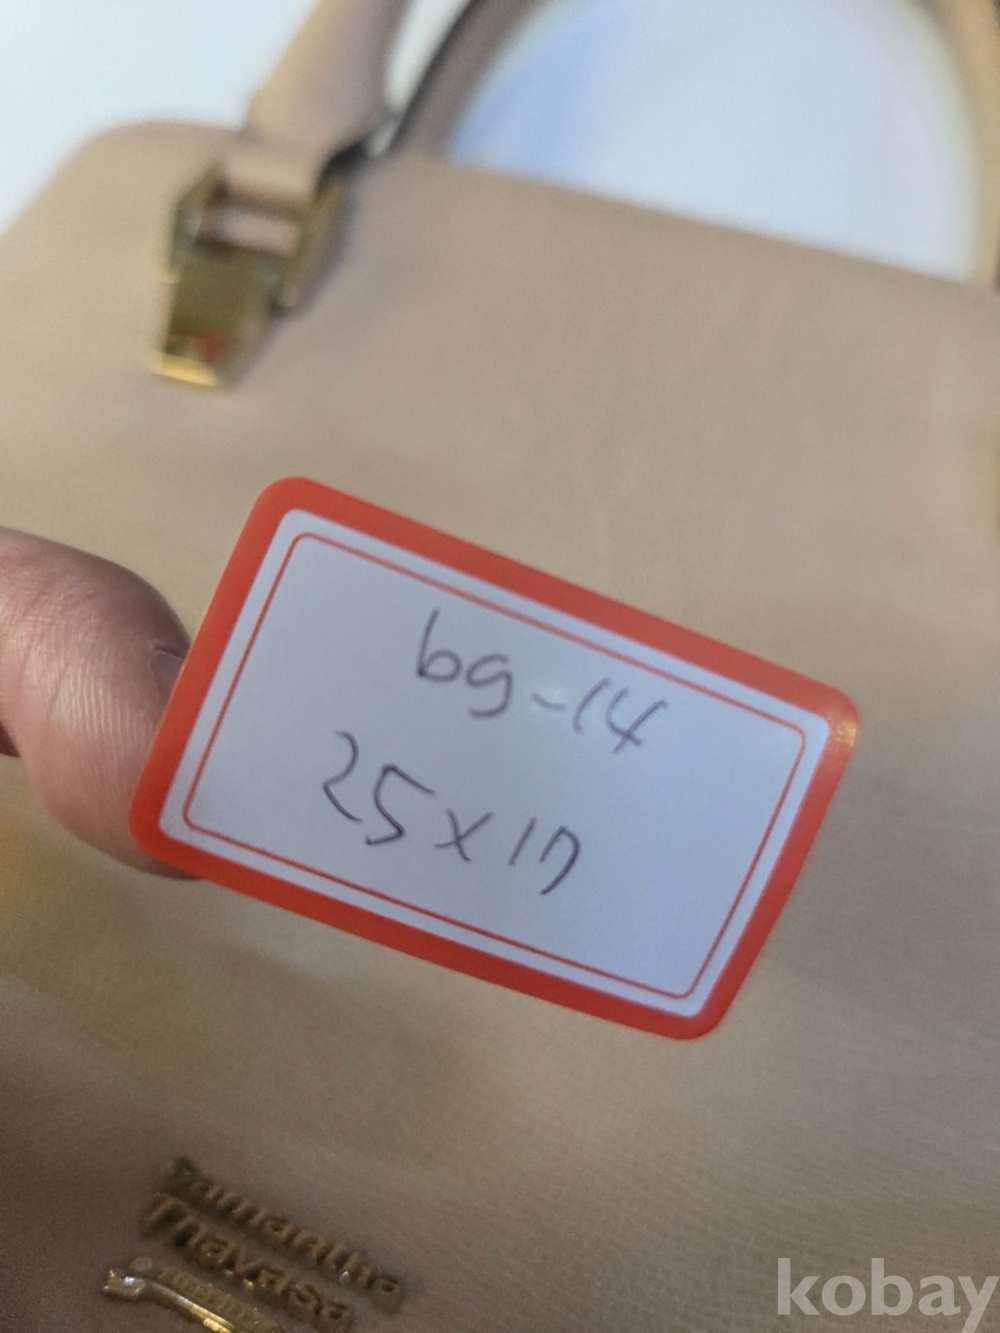 bg-14
25x17
Samantha
Thavasa
kobay